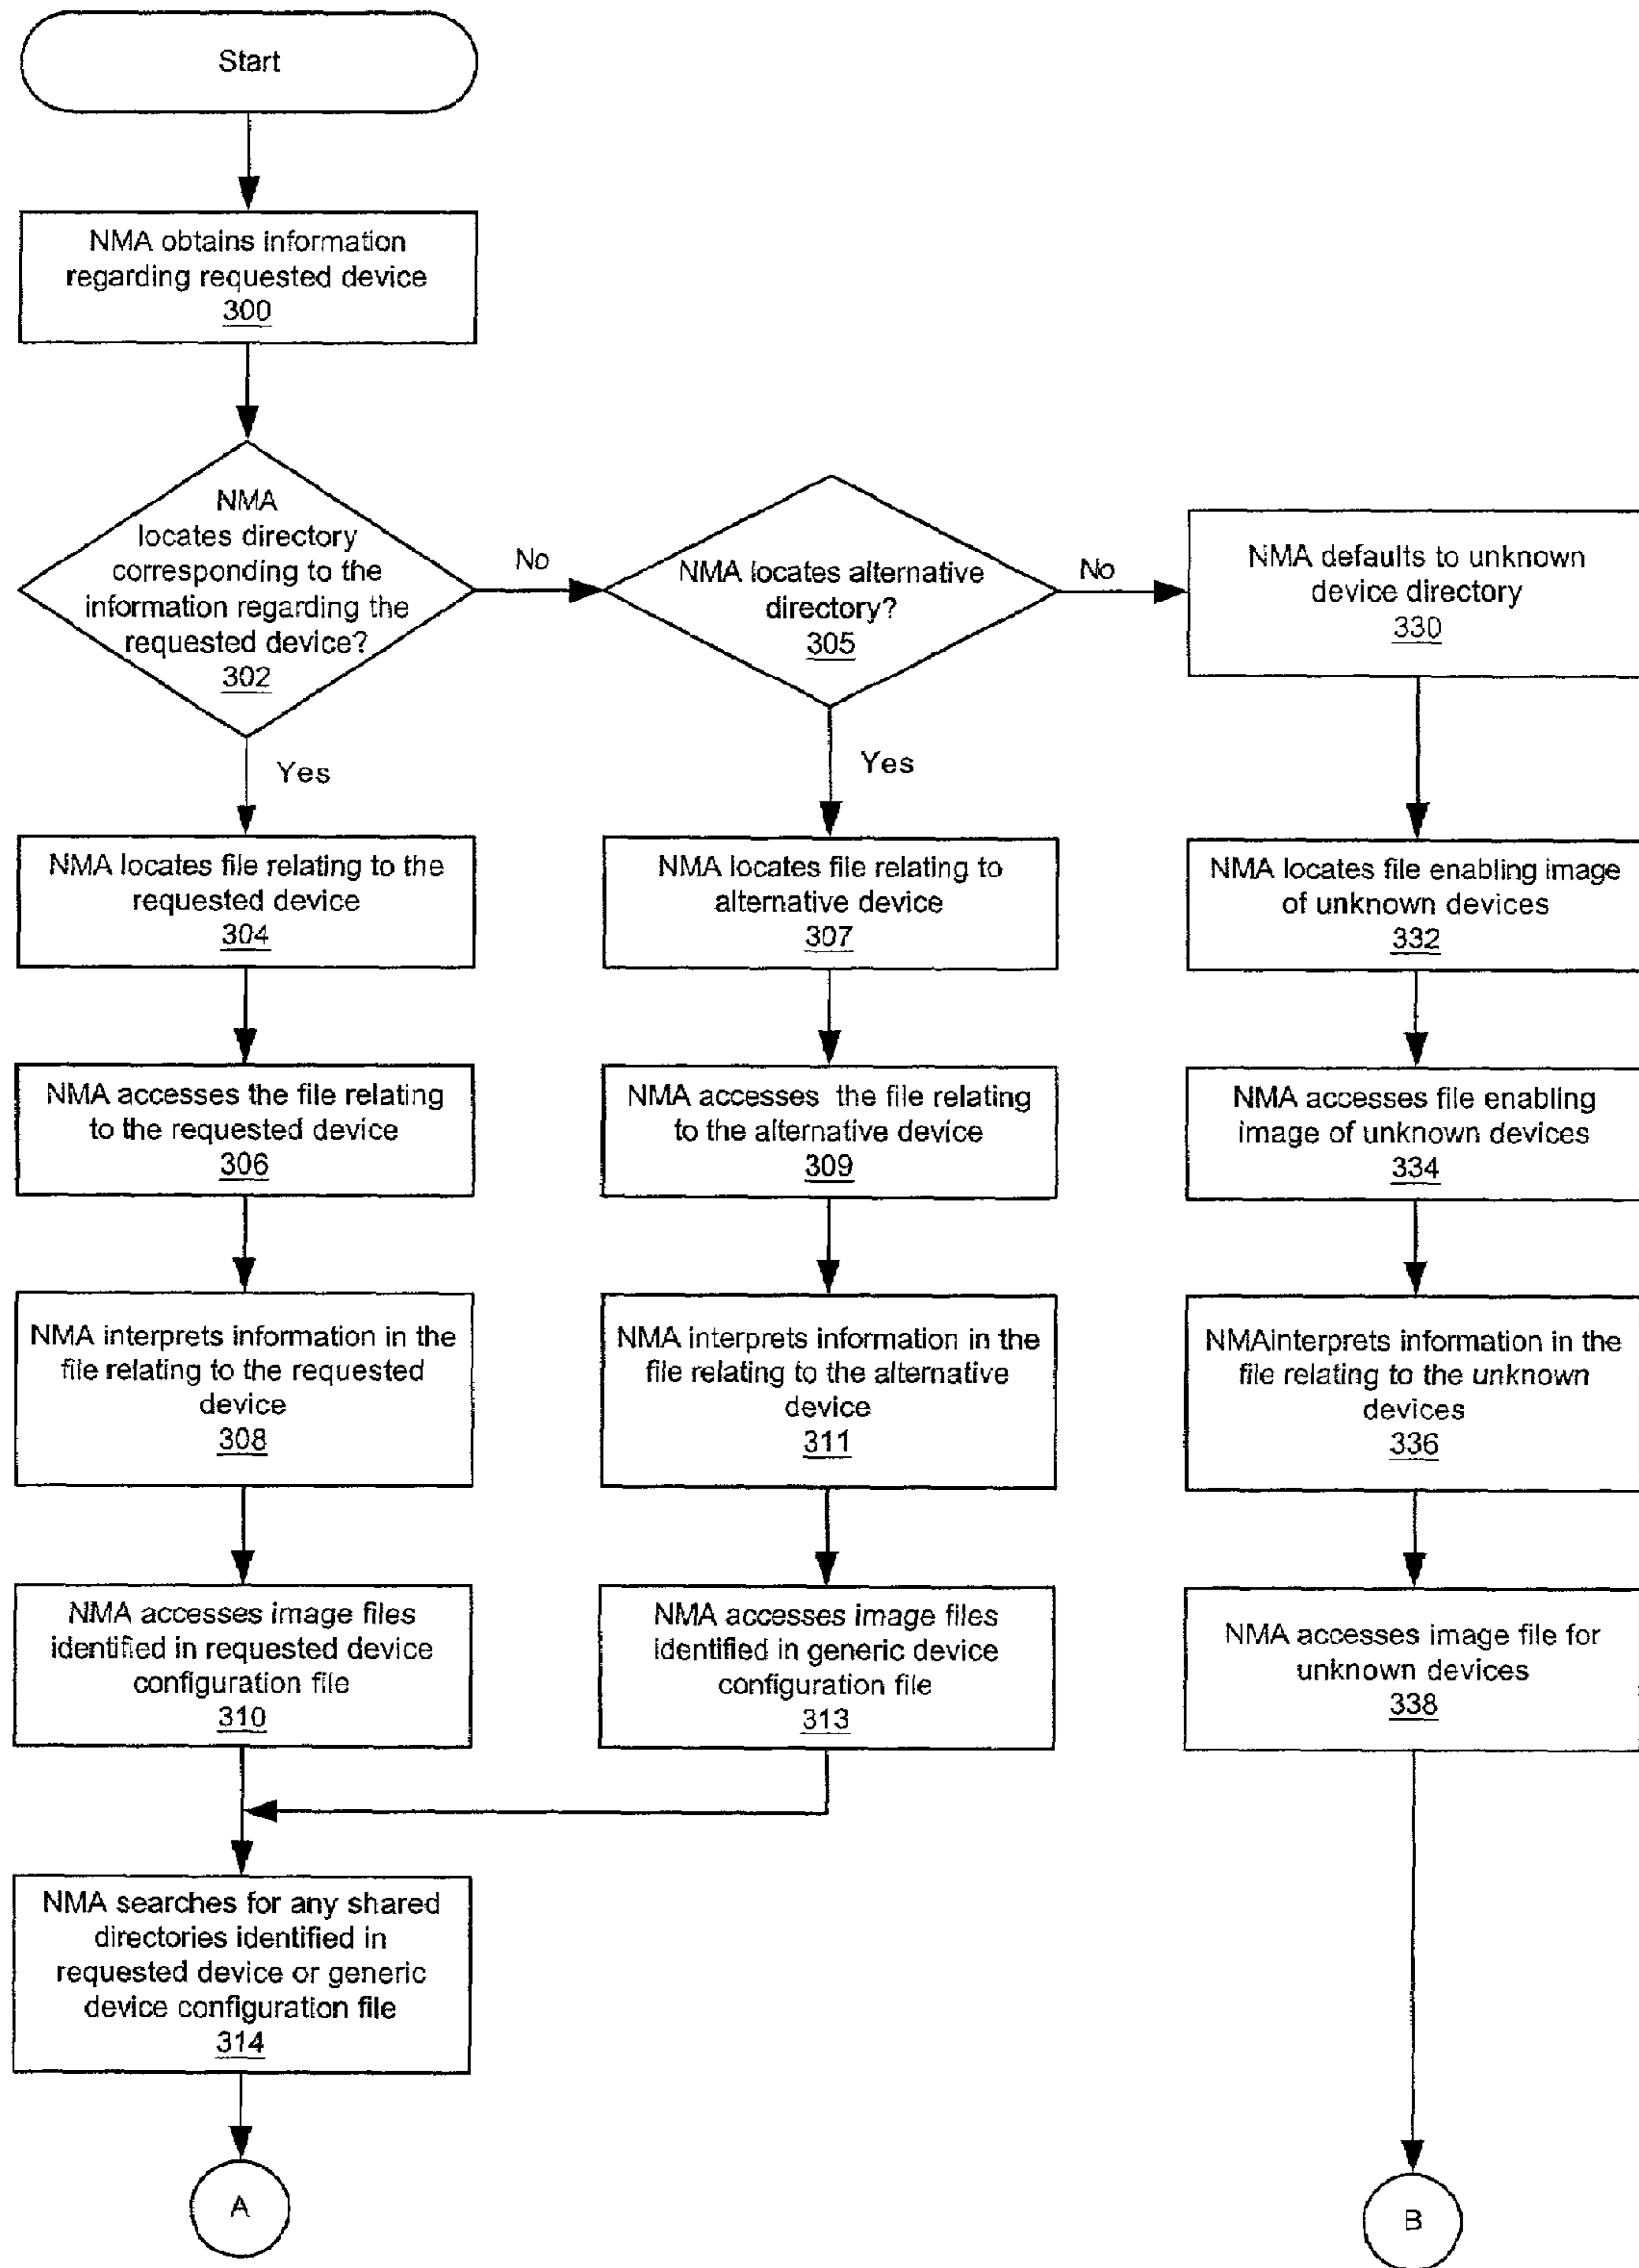 Start
NMA obtains information
regarding requested device
300
NMA
locates directory
corresponding to the
information regarding the
requested device?
302
No
NMA locates alternative
directory?
305
No
NMA defaults to unknown
device directory
330
Yes
Yes
NMA locates file relating to the
requested device
304
NMA locates file relating to
alternative device
307
NMA locates file enabling image
of unknown devices
332
NMA accesses the file relating
to the requested device
306
NMA accesses the file relating
to the alternative device
309
NMA accesses file enabling
image of unknown devices
334
NMA interprets information in the
file relating to the requested
device
308
NMA interprets information in the
file relating to the alternative
device
311
NMAinterprets information in the
file relating to the unknown
devices
336
NMA accesses image files
identified in requested device
configuration file
310
NMA accesses image files
identified in generic device
configuration file
313
NMA accesses image file for
unknown devices
338
NMA searches for any shared
directories identified in
requested device or generic
device configuration file
314
A
B